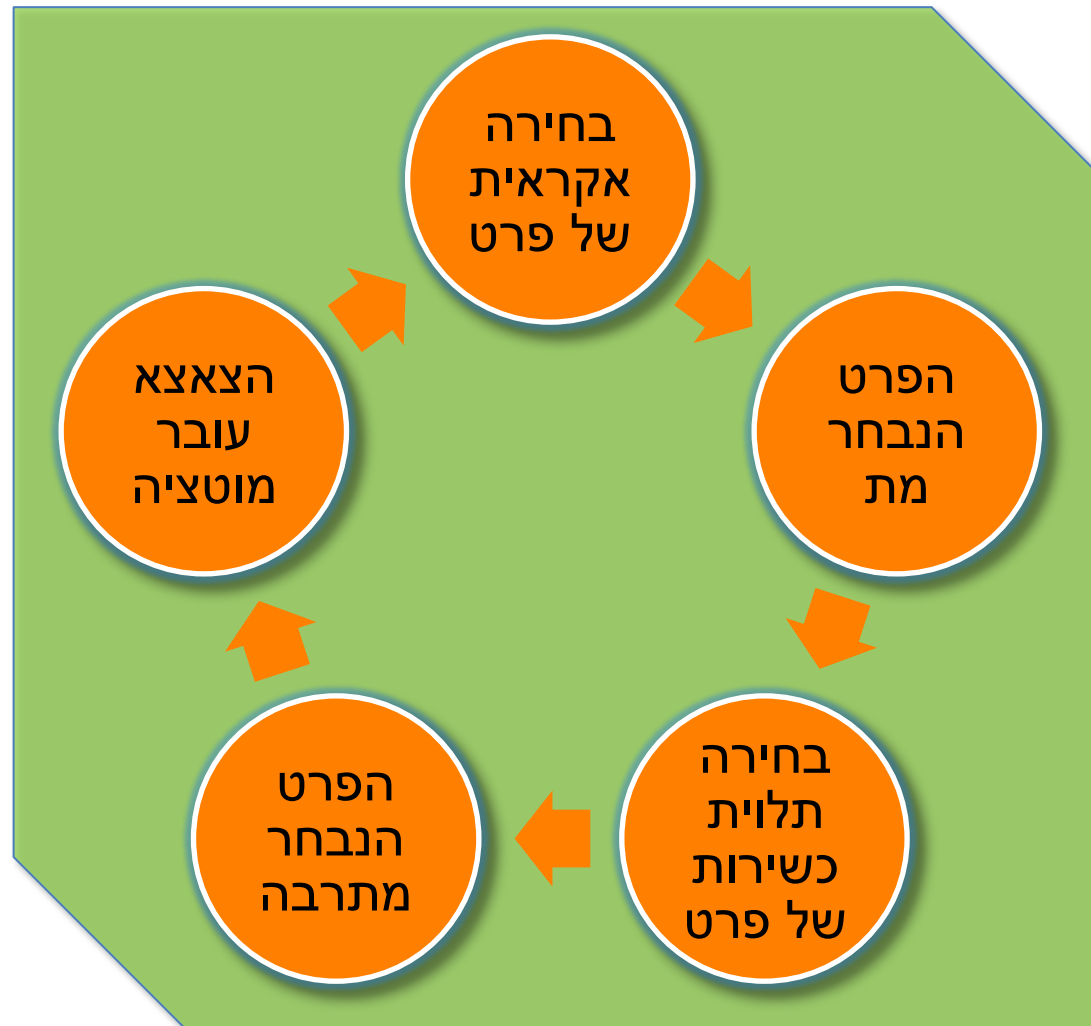 בחירה
אקראית
של פרט
הפרט
הנבחר
מת
בחירה
תלוית
כשירות
של פרט
הפרט
הנבחר
מתרבה
הצאצא
עובר
מוטציה